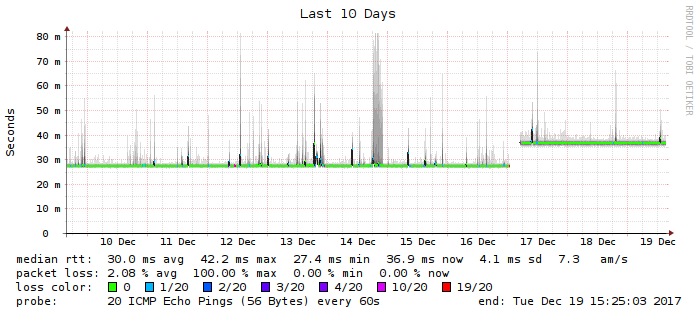 Last 10 Days
RRDTOOL / TOBI OETIKER
Seconds
80 m
70 m
60 m
50 m
40 m
30 m
20 m
10 m
0
10 Dec 11 Dec 12 Dec 13 Dec 14 Dec 15 Dec 16 Dec 17 Dec 18 Dec 19 Dec
median rtt: 30.0 ms avg 42.2 ms max 27.4 ms min 36.9 ms now 4.1 ms sd 7.3 am/s
packet loss: 2.08 % avg 100.00 % max 0.00 % min 0.00 % now
loss color: 0 1/20 2/20 3/20 4/20 10/20 19/20
probe: 20 ICMP Echo Pings (56 Bytes) every 60s end: Tue Dec 19 15:25:03 2017